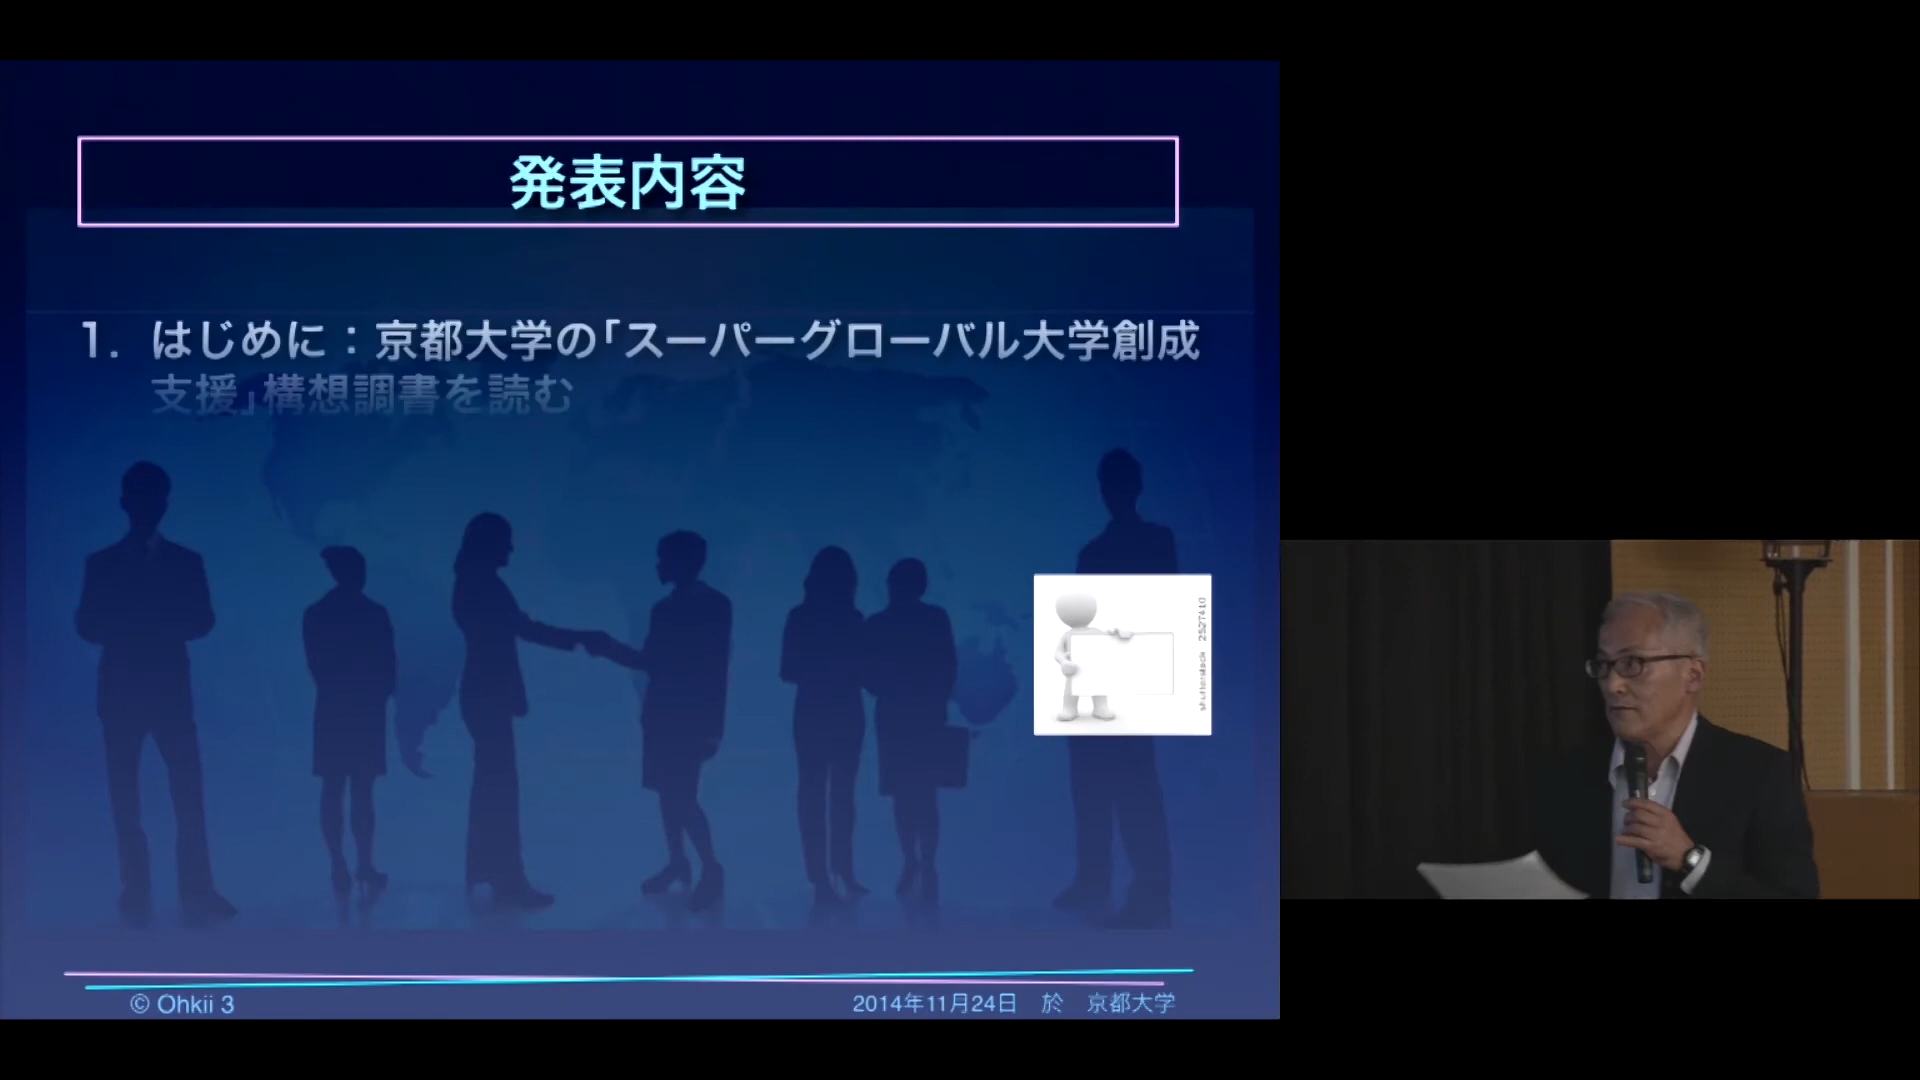 発表内容
1. はじめに：京都大学の「スーパーグローバル大学創成
支援」構想調書を読む
shutterstock 2527410
© Ohkii 3
2014年11月24日　於　京都大学